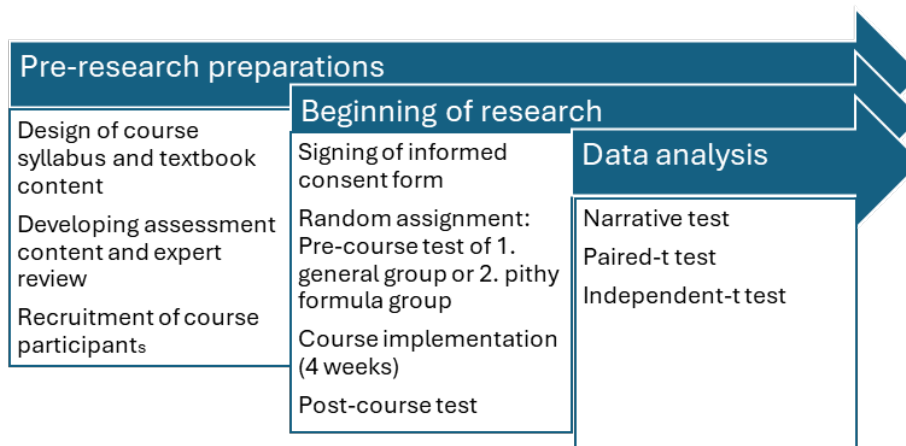 Pre-research preparations
Design of course
syllabus and textbook
content
Developing assessment
content and expert
review
Recruitment of course
participants
Beginning of research
Signing of informed
consent form
Random assignment:
Pre-course test of 1.
general group or 2. pithy
formula group
Course implementation
(4 weeks)
Post-course test
Data analysis
Narrative test
Paired-t test
Independent-t test